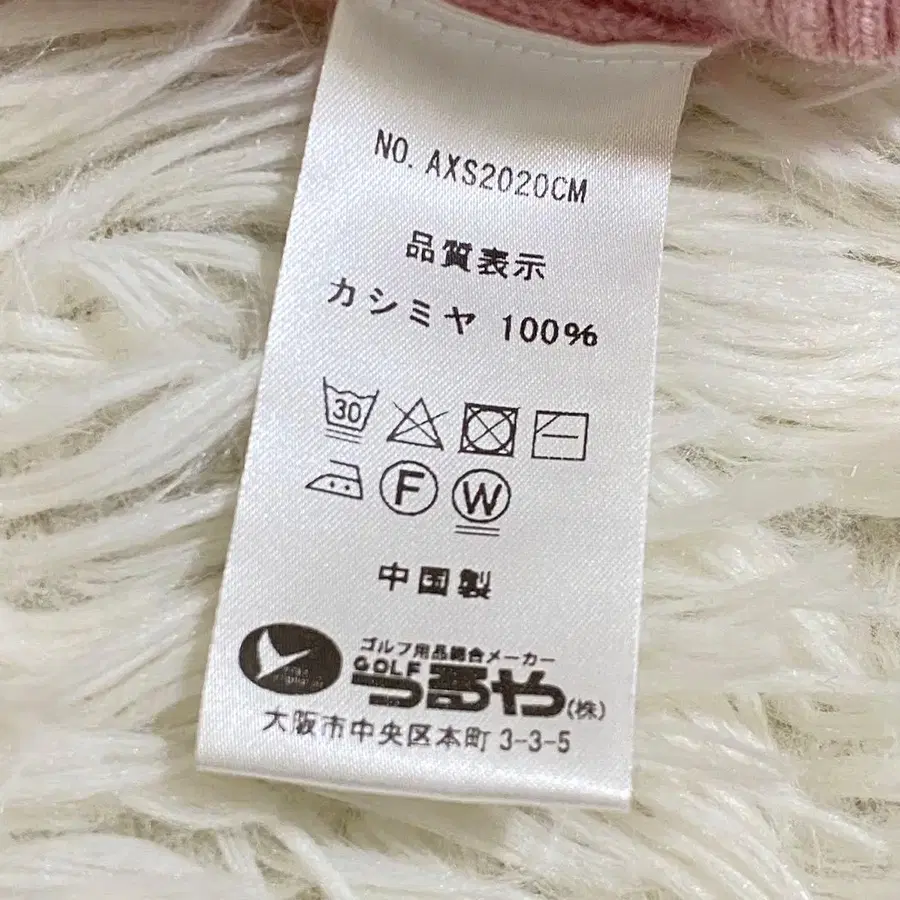 NO. AXS2020CM
品質表示
カシミヤ 100%
30
F W
中国製
ゴルフ用品総合メーカー
GOLF
つるや(株)
大阪市中央区本町 3-3-5